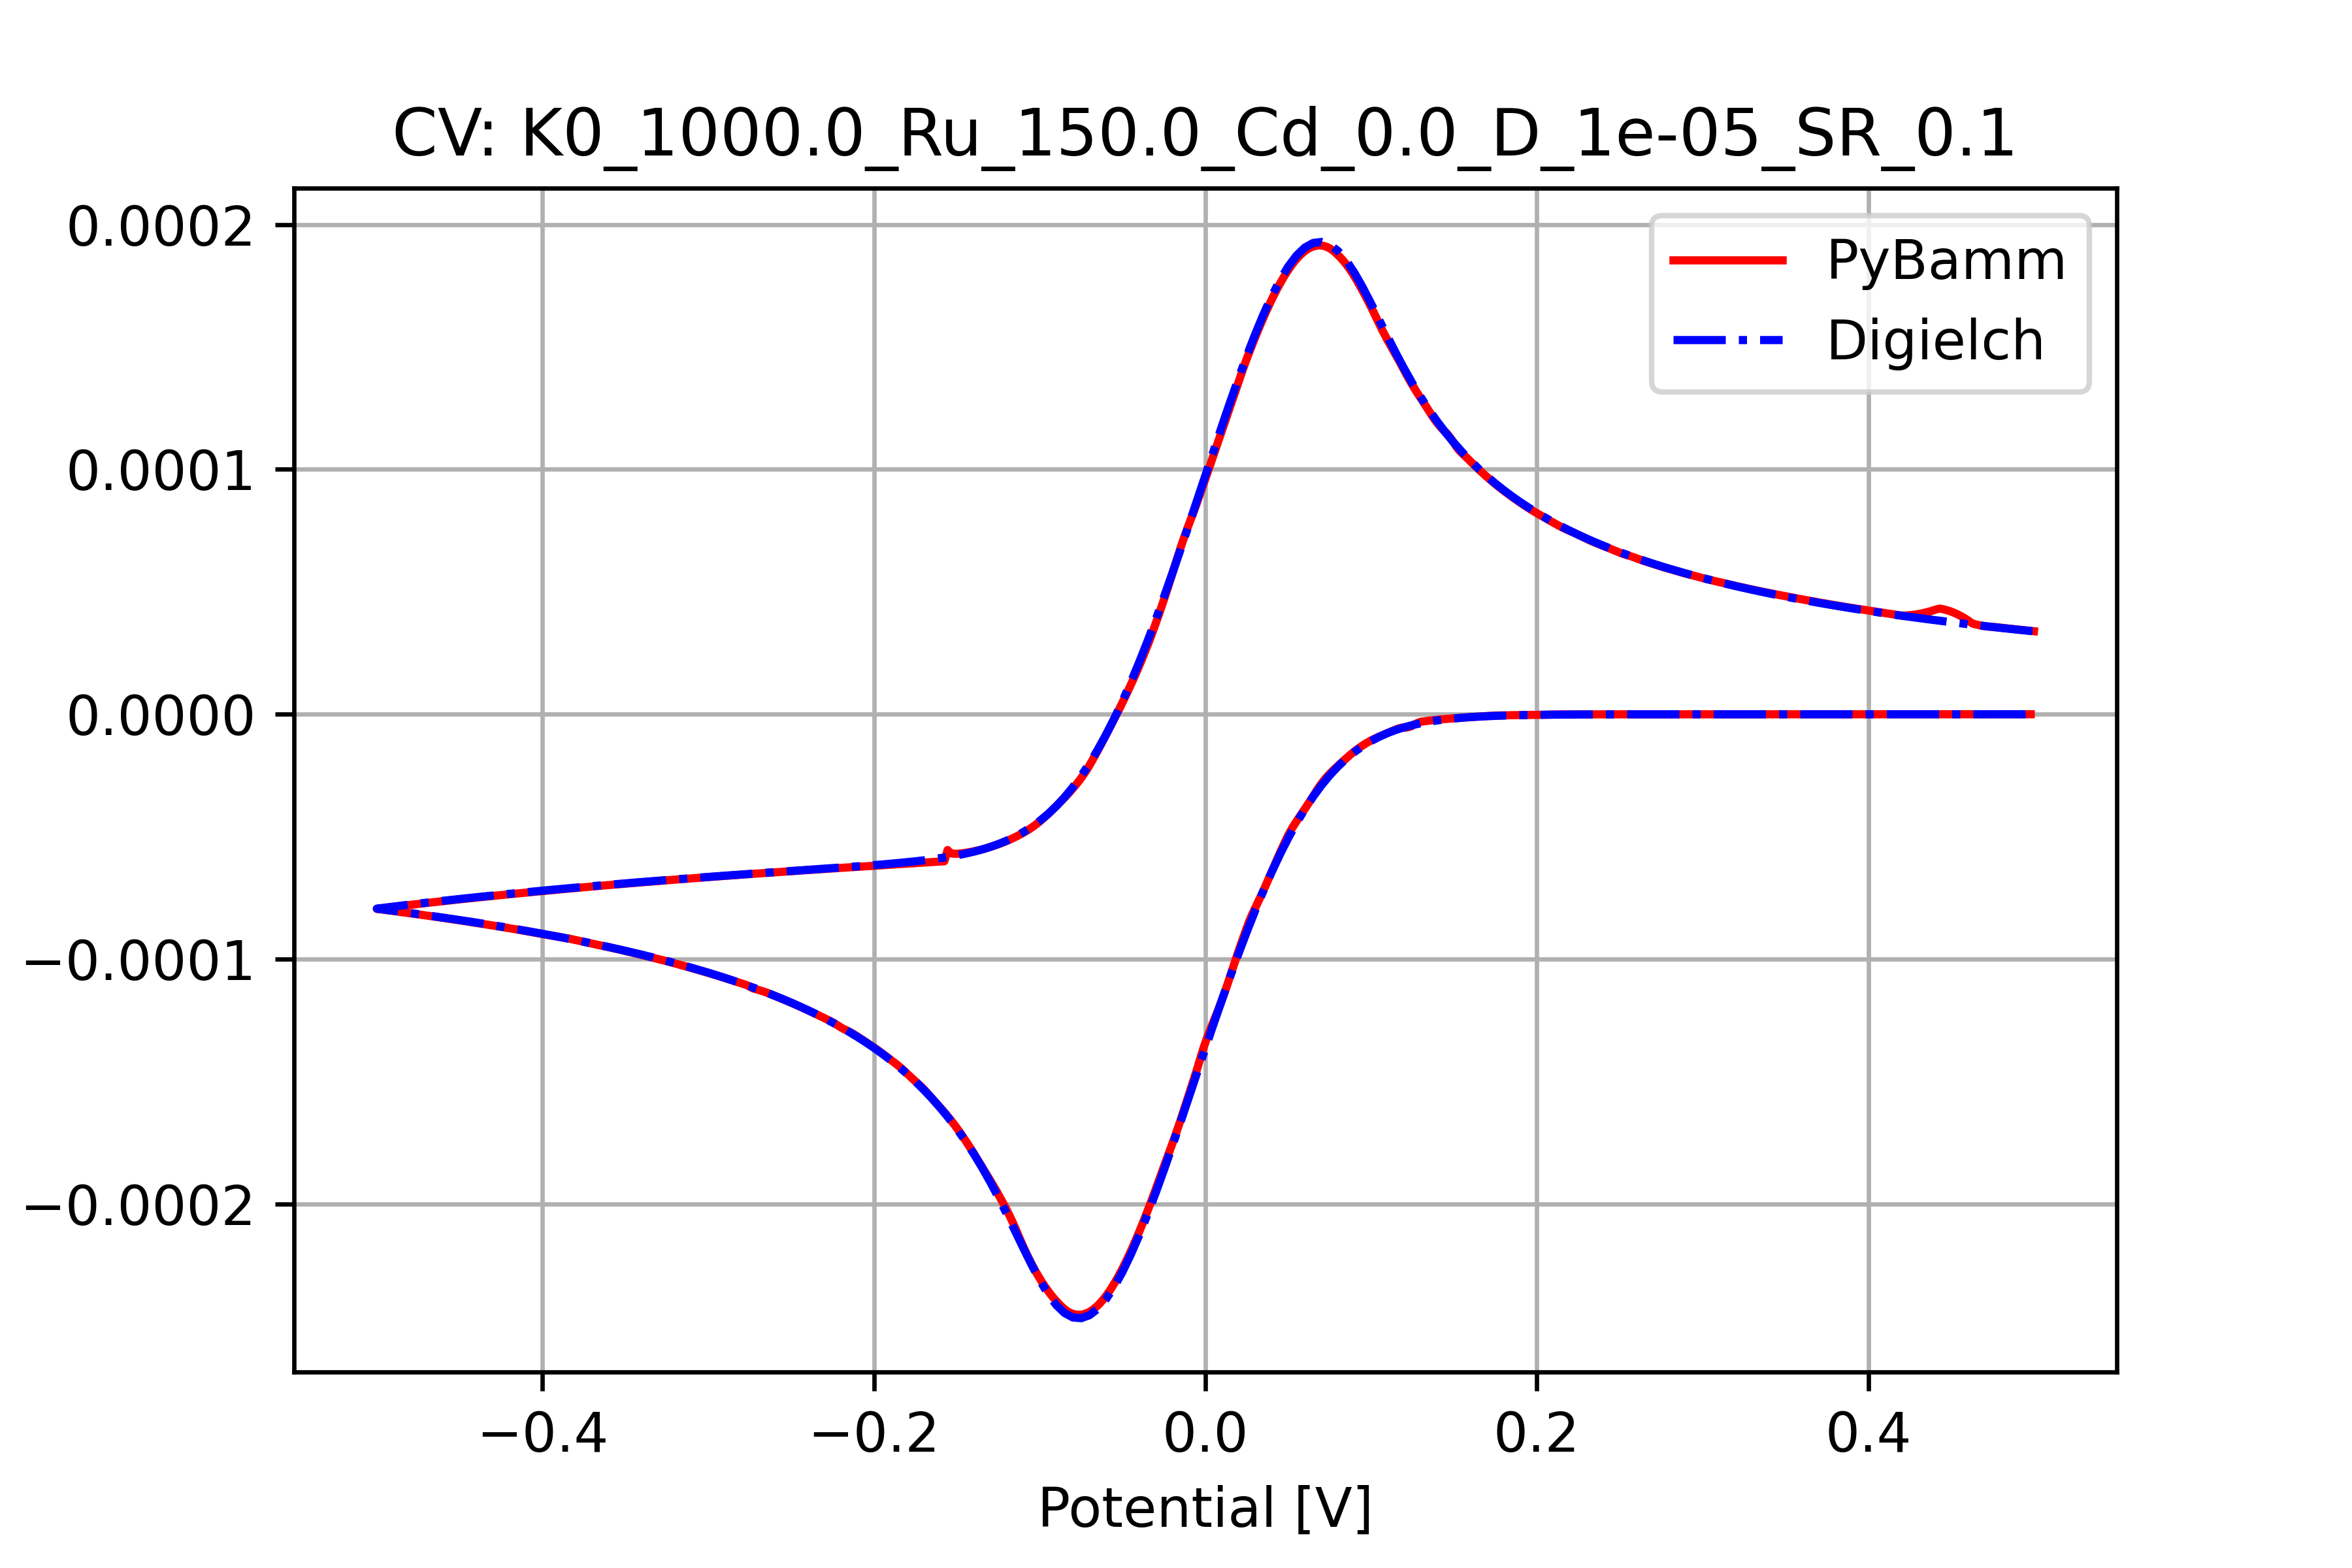 CV: K0_1000.0_Ru_150.0_Cd_0.0_D_1e-05_SR_0.1
0.0002
0.0001
0.0000
−0.0001
−0.0002
PyBamm
Digielch
−0.4
−0.2
0.0
0.2
0.4
Potential [V]